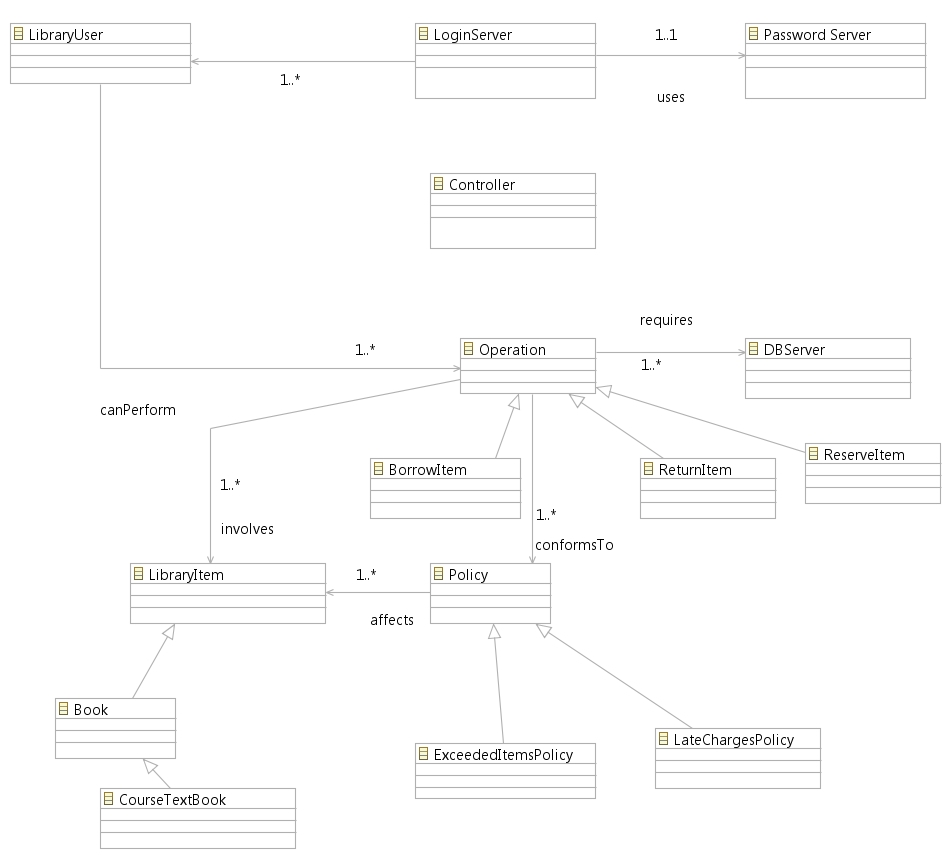 LibraryUser
LoginServer
1..1
Password Server
1..*
uses
Controller
requires
1..*
Operation
DBServer
1..*
canPerform
BorrowItem
ReturnItem
ReserveItem
1..*
1..*
involves
conformsTo
LibraryItem
1..*
Policy
affects
Book
LateChargesPolicy
ExceededItemsPolicy
CourseTextBook